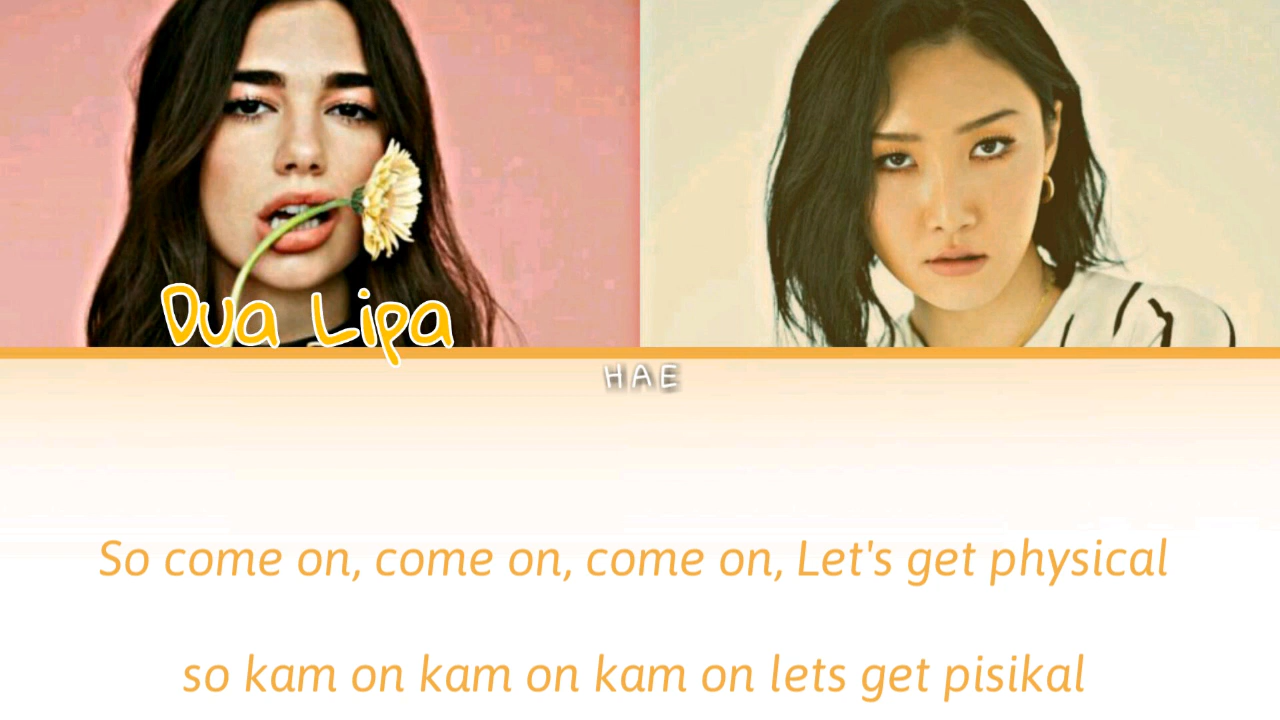 Dua Lipa
HAE
So come on, come on, come on, Let's get physical
so kam on kam on kam on lets get pisikal